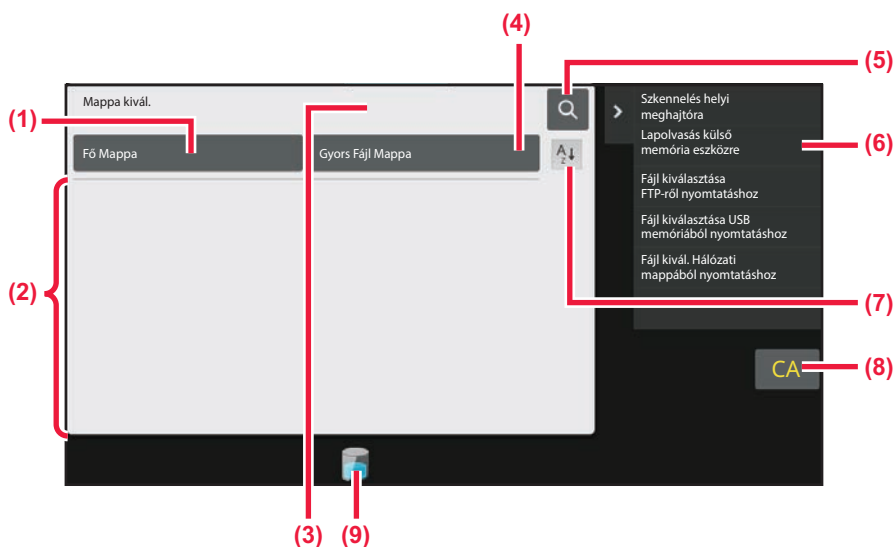 (4)
(5)
Mappa kivál.
Szkennelés helyi
meghajtóra
(1)
Lapolvasás külső
memória eszközre
(6)
Fő Mappa
Gyors Fájl Mappa
A
Z
Fájl kiválasztása
FTP-ről nyomtatáshoz
Fájl kiválasztása USB
memóriából nyomtatáshoz
Fájl kivál. Hálózati
mappából nyomtatáshoz
(2)
(7)
CA
(8)
(3)
(9)